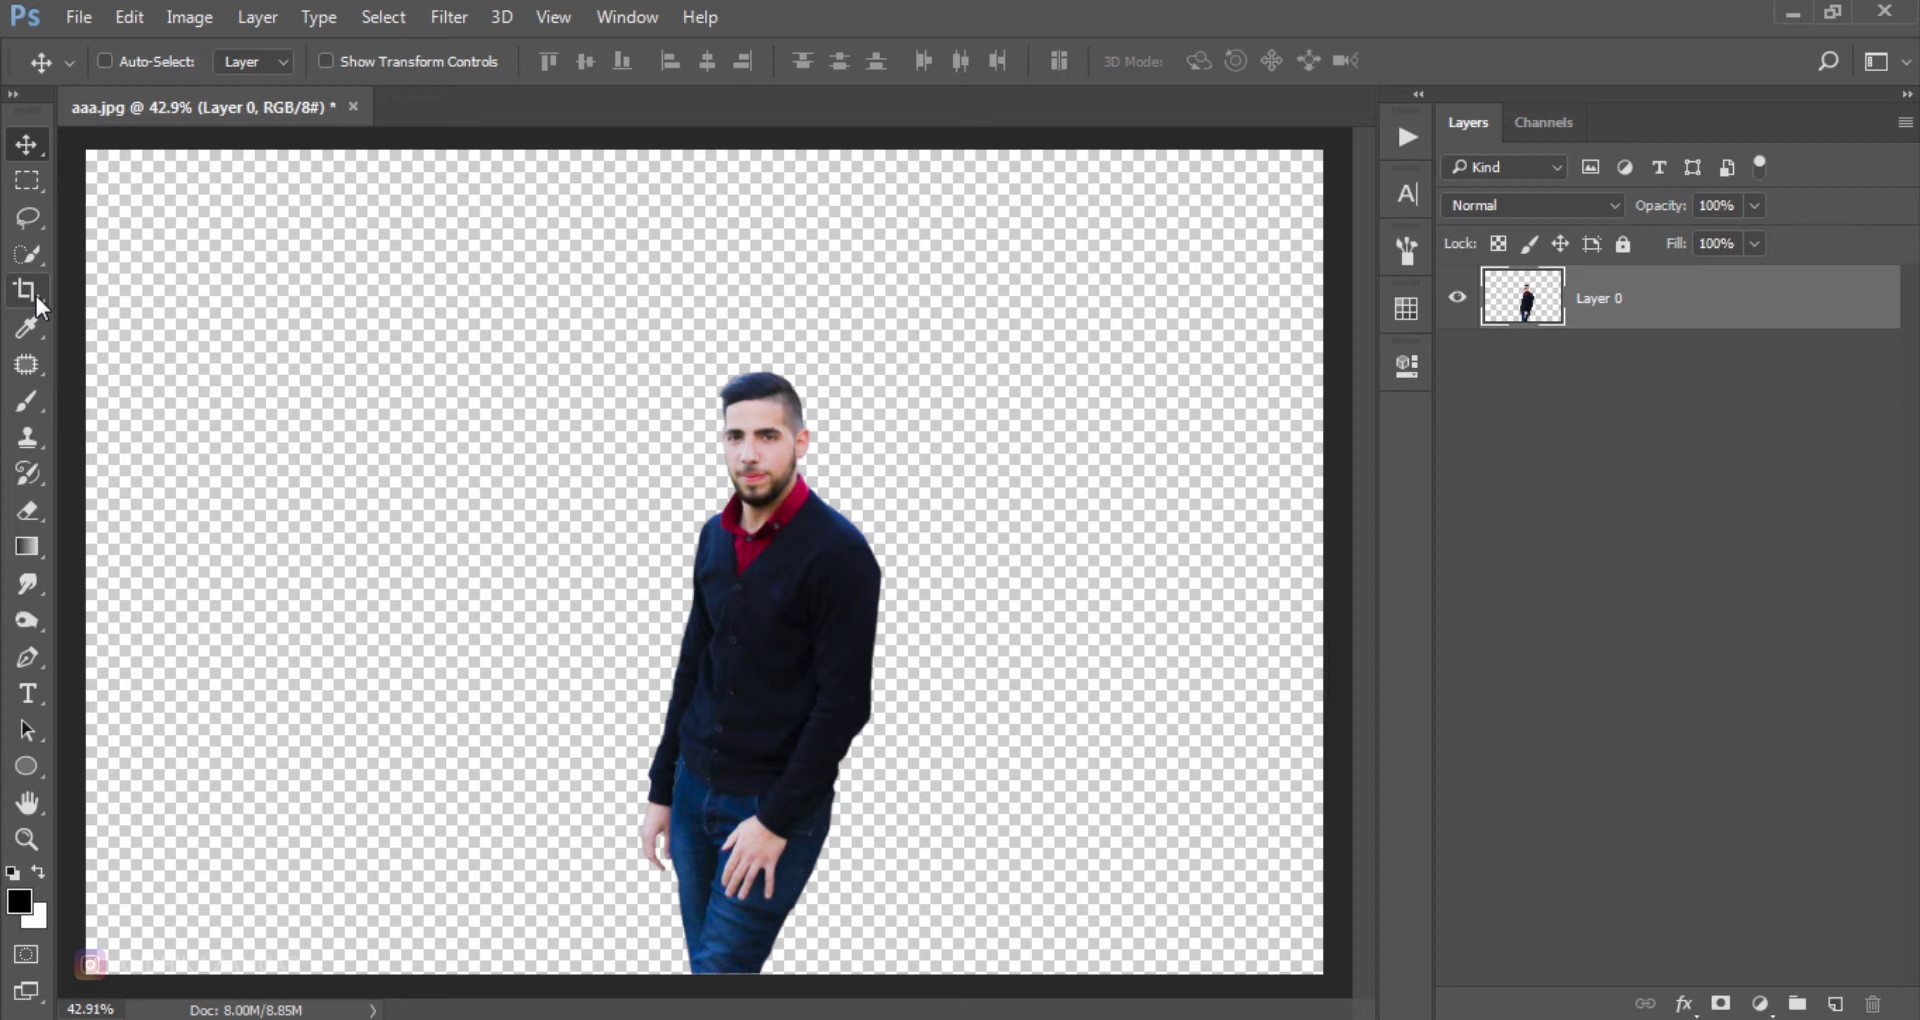 Ps File Edit Image Layer Type Select Filter 3D View Window Help
Auto-Select: Layer Show Transform Controls 3D Mode:
aaa.jpg @ 42.9% (Layer 0, RGB/8#) *
Layers Channels
Kind
Normal Opacity: 100%
Lock: Fill: 100%
Layer 0
42.91% Doc: 8.00M/8.85M